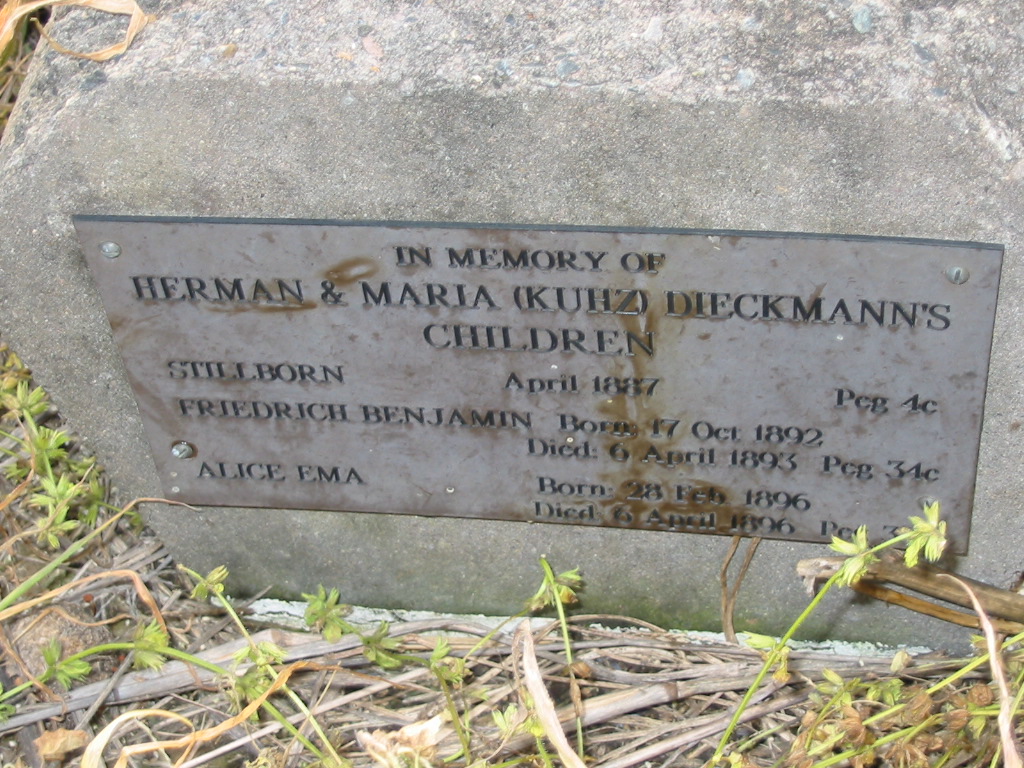 IN MEMORY OF
HERMAN & MARIA (KUHZ) DIECKMANN'S
CHILDREN
STILLBORN April 1887 Peg 4c
FRIEDRICH BENJAMIN Born: 17 Oct 1892
Died: 6 April 1893 Peg 34c
ALICE EMA Born: 28 Feb 1896
Died 6 April 1896 Peg